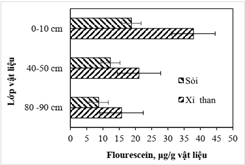 Lớp vật liệu
0-10 cm
40-50 cm
80 -90 cm
Sỏi
Xỉ than
0 5 10 15 20 25 30 35 40 45 50
Flourescein, µg/g vật liệu